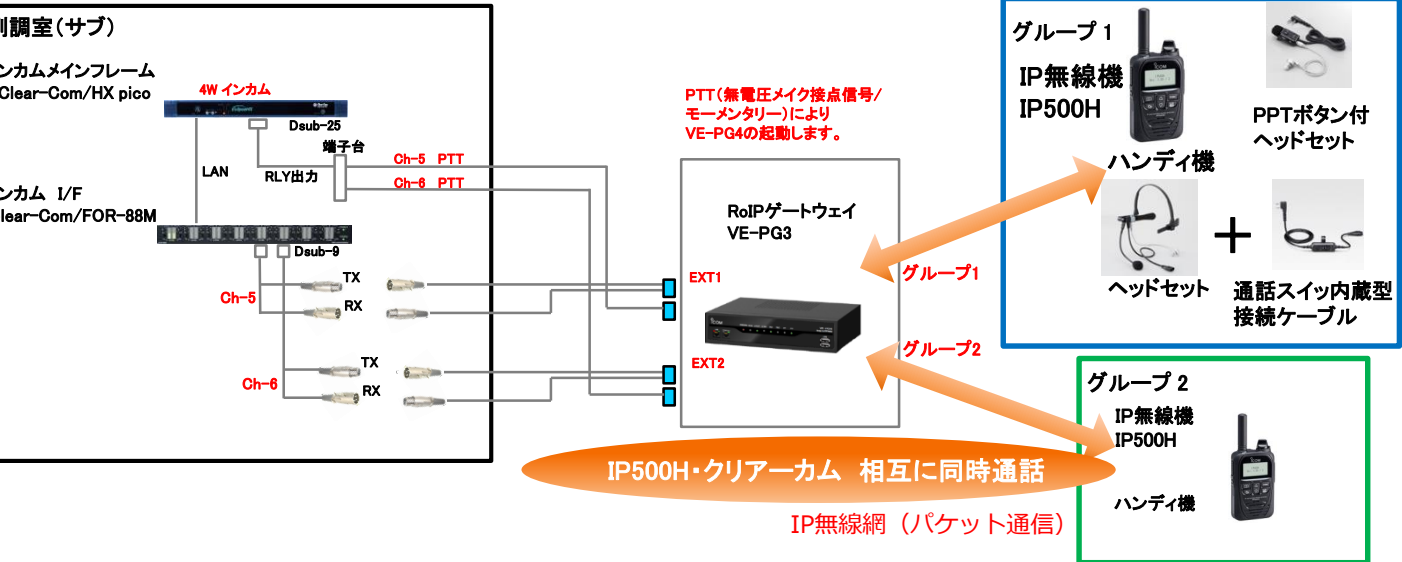 調室（サブ）
ンカムメインフレーム
Clear-Com/HX pico
4W インカム
Dsub-25
端子台
LAN
RLY出力
Ch-5 PTT
Ch-6 PTT
ンカム I/F
lear-Com/FOR-88M
Dsub-9
Ch-5
TX
RX
Ch-6
TX
RX
PTT（無電圧メイク接点信号/
モーメンタリー）により
VE-PG4の起動します。
RoIPゲートウェイ
VE-PG3
EXT1
EXT2
グループ1
グループ2
グループ 1
IP無線機
IP500H
ハンディ機
PPTボタン付
ヘッドセット
ヘッドセット
＋
通話スイッ内蔵型
接続ケーブル
グループ 2
IP無線機
IP500H
ハンディ機
IP500H・クリアーカム 相互に同時通話
IP無線網（パケット通信）